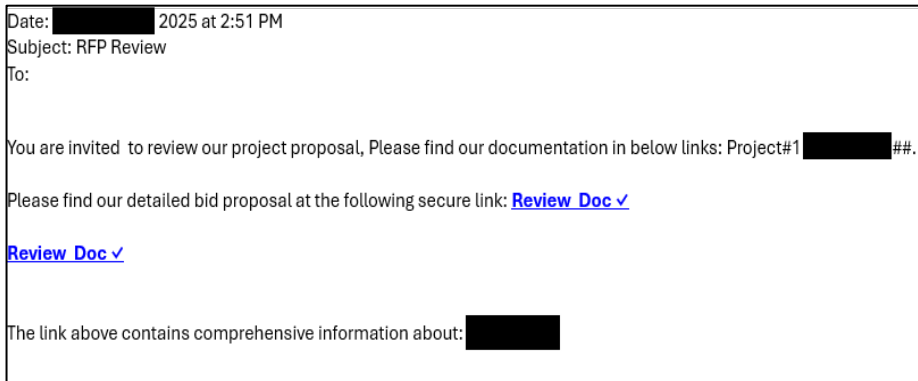 Date: 2025 at 2:51 PM
Subject: RFP Review
To:
You are invited  to review our project proposal, Please find our documentation in below links: Project#1 ##.
Please find our detailed bid proposal at the following secure link: Review  Doc ✓
Review  Doc ✓
The link above contains comprehensive information about: